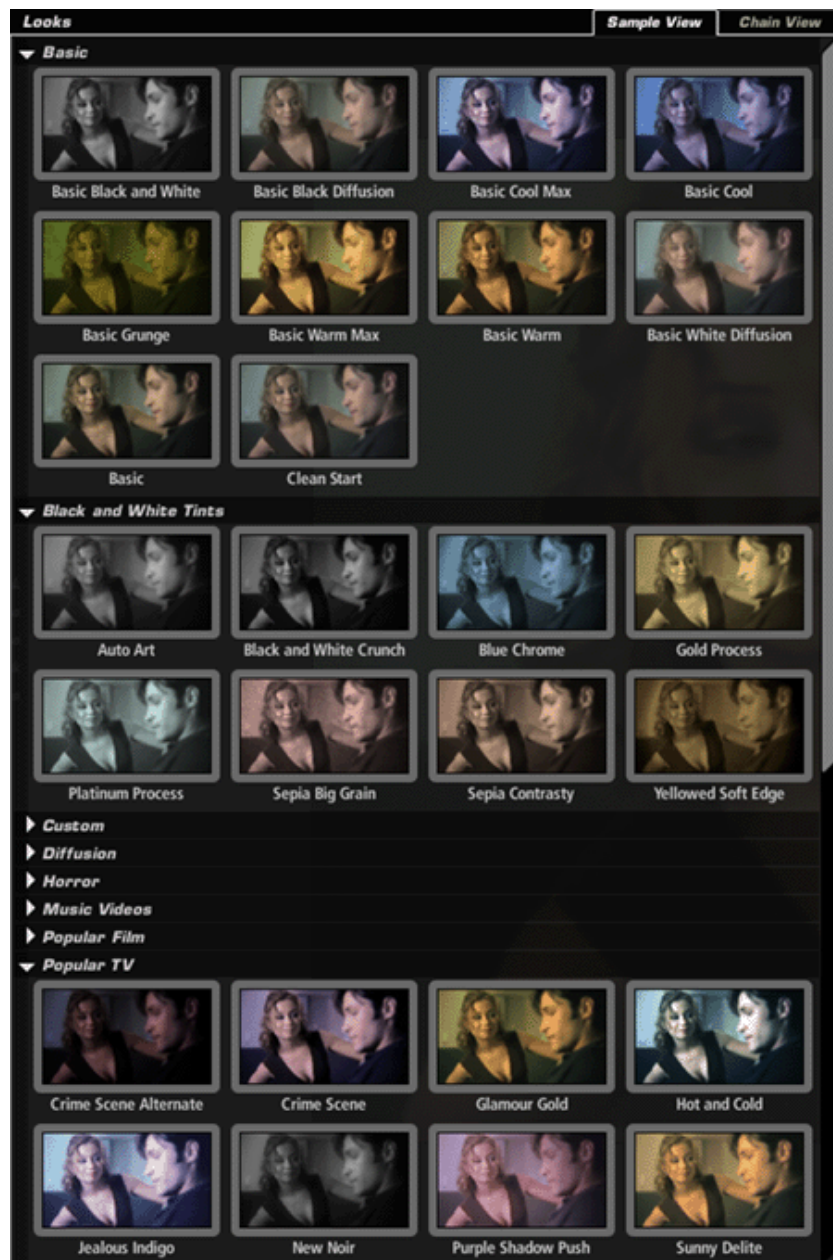 Looks Sample View Chain View
Basic
Basic Black and White Basic Black Diffusion Basic Cool Max Basic Cool
Basic Grunge Basic Warm Max Basic Warm Basic White Diffusion
Basic Clean Start
Black and White Tints
Auto Art Black and White Crunch Blue Chrome Gold Process
Platinum Process Sepia Big Grain Sepia Contrasty Yellowed Soft Edge
Custom
Diffusion
Horror
Music Videos
Popular Film
Popular TV
Crime Scene Alternate Crime Scene Glamour Gold Hot and Cold
Jealous Indigo New Noir Purple Shadow Push Sunny Delite